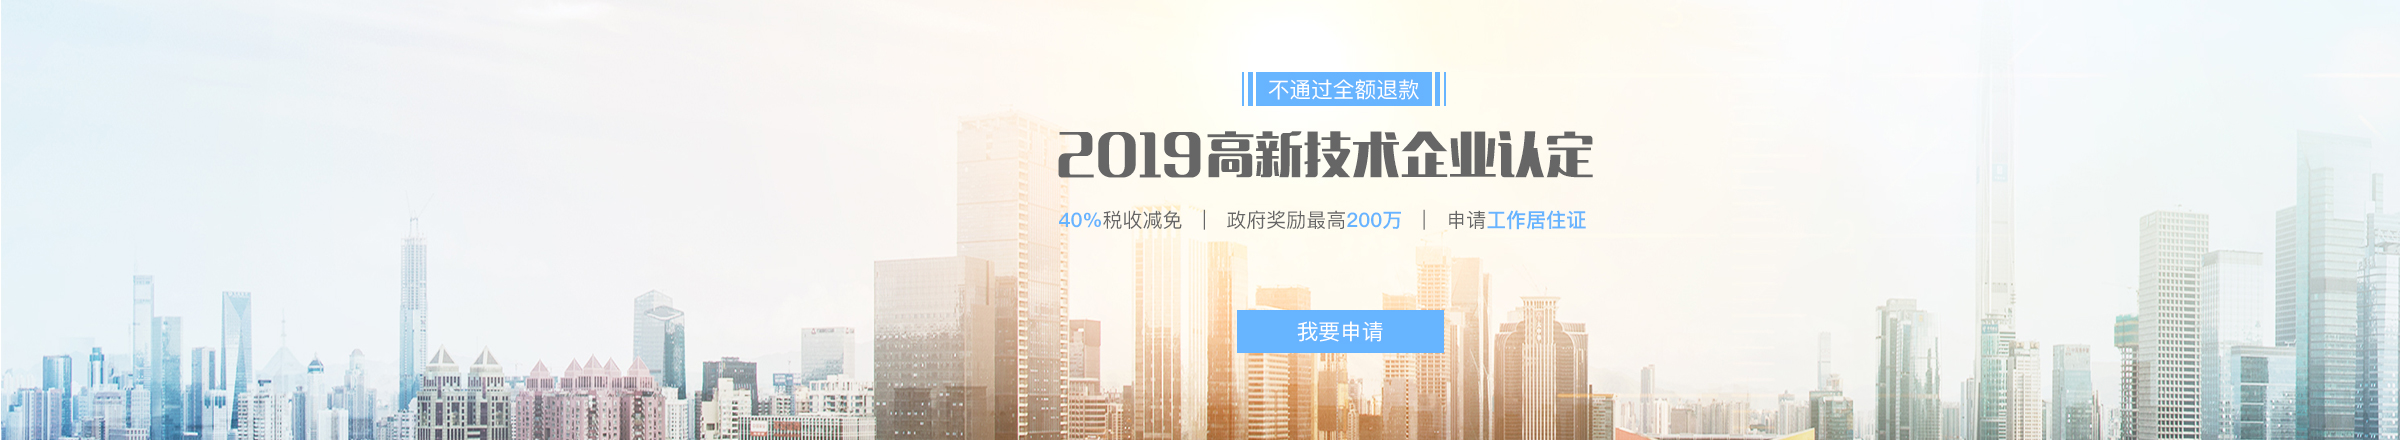 不通过全额退款
2019高新技术企业认定
40%税收减免 | 政府奖励最高200万 | 申请工作居住证
我要申请